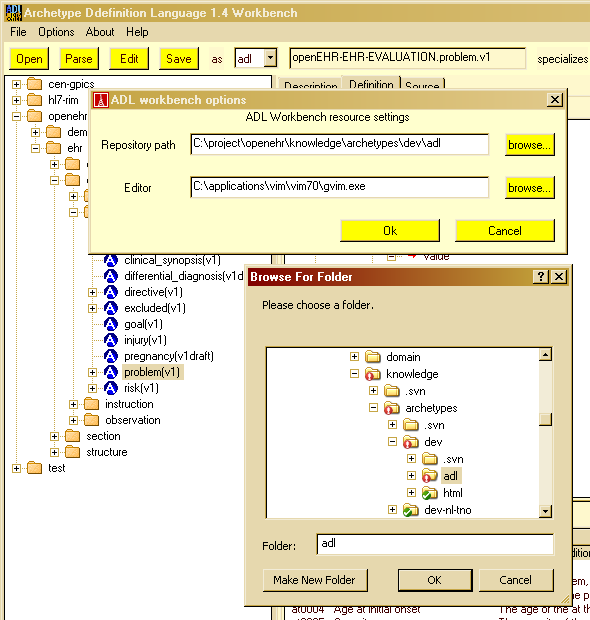 Archetype Ddefinition Language 1.4 Workbench
File Options About Help
Open Parse Edit Save as adl openEHR-EHR-EVALUATION.problem.v1 specializes
Description Definition Source
cen-gpics
hl7-rim
openehr
dem
ehr
ADL workbench options
ADL Workbench resource settings
Repository path C:\project\openehr\knowledge\archetypes\dev\adl browse...
Editor C:\applications\vim\vim70\gvim.exe browse...
Ok Cancel
value
clinical_synopsis(v1)
differential_diagnosis(v1d
directive(v1)
excluded(v1)
goal(v1)
injury(v1)
pregnancy(v1draft)
problem(v1)
risk(v1)
instruction
observation
section
structure
test
Browse For Folder
Please choose a folder.
domain
knowledge
.svn
archetypes
.svn
dev
.svn
adl
html
dev-nl-tno
Folder: adl
Make New Folder OK Cancel
at0004 Age at initial onset The age of the at th